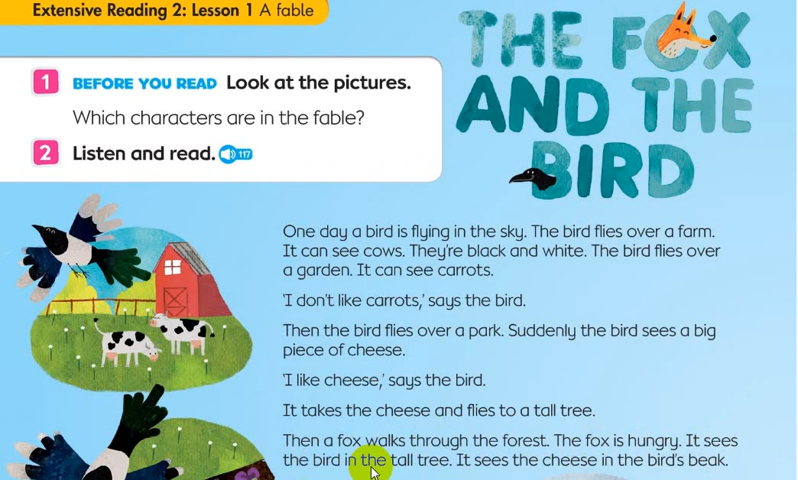 Extensive Reading 2: Lesson 1 A fable
THE FOX
AND THE
BIRD
1 BEFORE YOU READ Look at the pictures.
Which characters are in the fable?
2 Listen and read. 117
One day a bird is flying in the sky. The bird flies over a farm.
It can see cows. They're black and white. The bird flies over
a garden. It can see carrots.
'I don't like carrots,' says the bird.
Then the bird flies over a park. Suddenly the bird sees a big
piece of cheese.
'I like cheese,' says the bird.
It takes the cheese and flies to a tall tree.
Then a fox walks through the forest. The fox is hungry. It sees
the bird in the tall tree. It sees the cheese in the bird's beak.